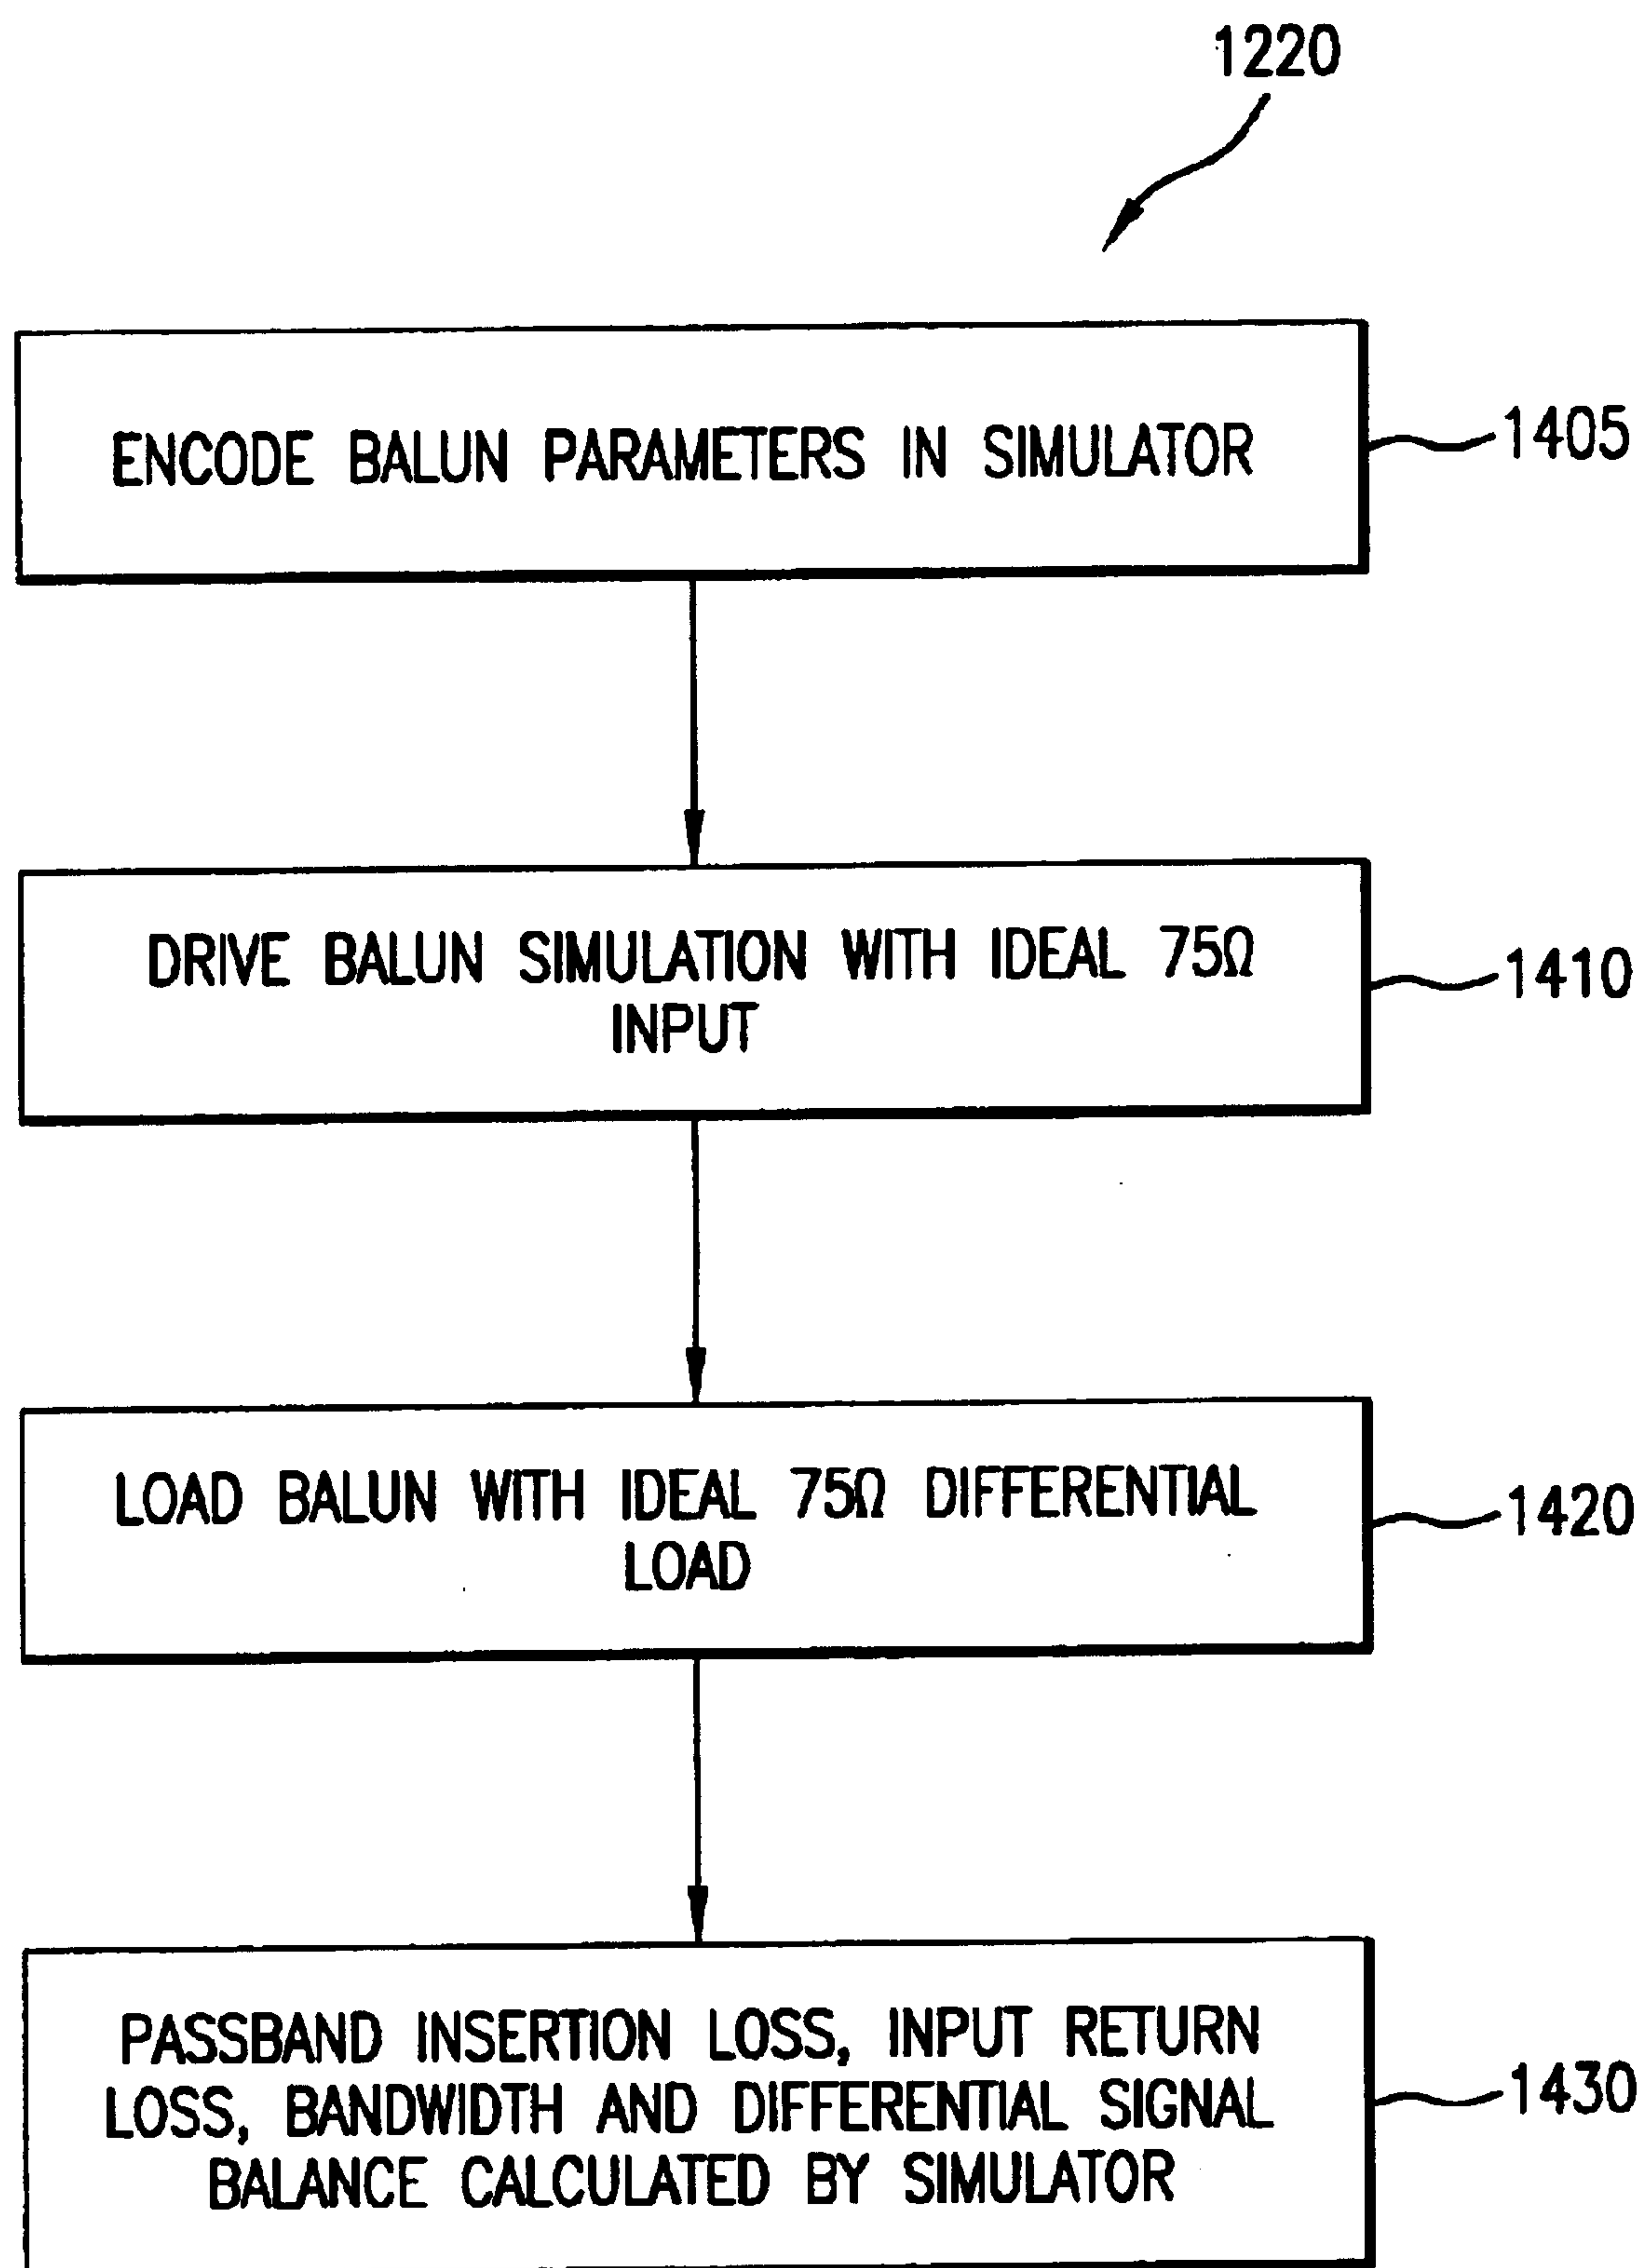 1220
ENCODE BALUN PARAMETERS IN SIMULATOR
1405
DRIVE BALUN SIMULATION WITH IDEAL 75Ω
INPUT
1410
LOAD BALUN WITH IDEAL 75Ω DIFFERENTIAL
LOAD
1420
PASSBAND INSERTION LOSS, INPUT RETURN
LOSS, BANDWIDTH AND DIFFERENTIAL SIGNAL
BALANCE CALCULATED BY SIMULATOR
1430